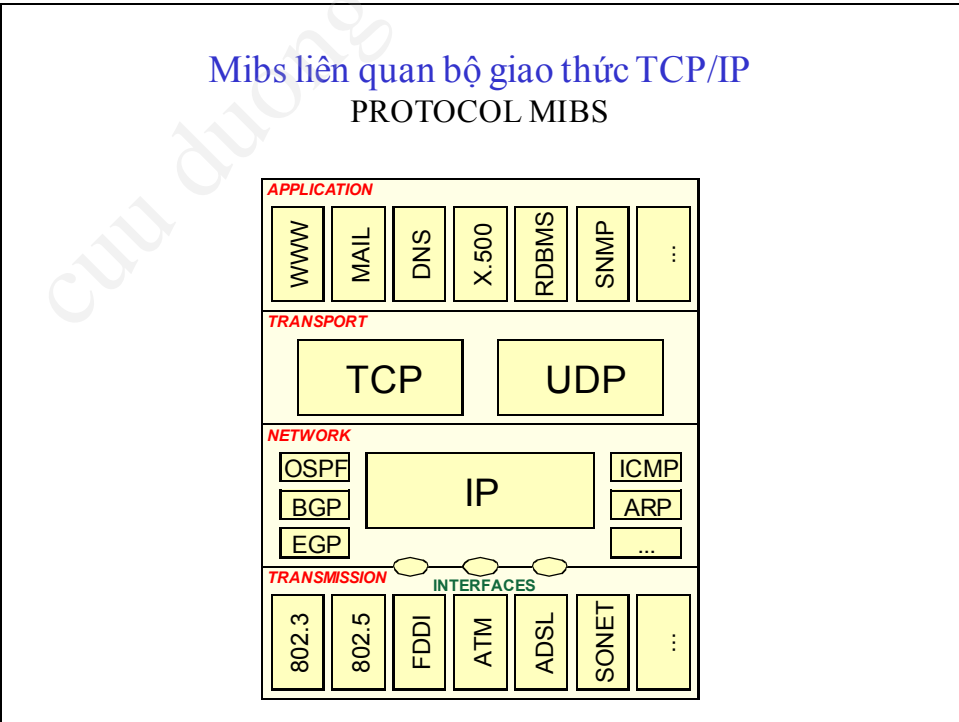 Mibs liên quan bộ giao thức TCP/IP
PROTOCOL MIBS
cuu duong
APPLICATION
WWW
MAIL
DNS
X.500
RDBMS
SNMP
...
TRANSPORT
TCP
UDP
NETWORK
OSPF
BGP
EGP
IP
ICMP
ARP
...
TRANSMISSION
INTERFACES
802.3
802.5
FDDI
ATM
ADSL
SONET
...